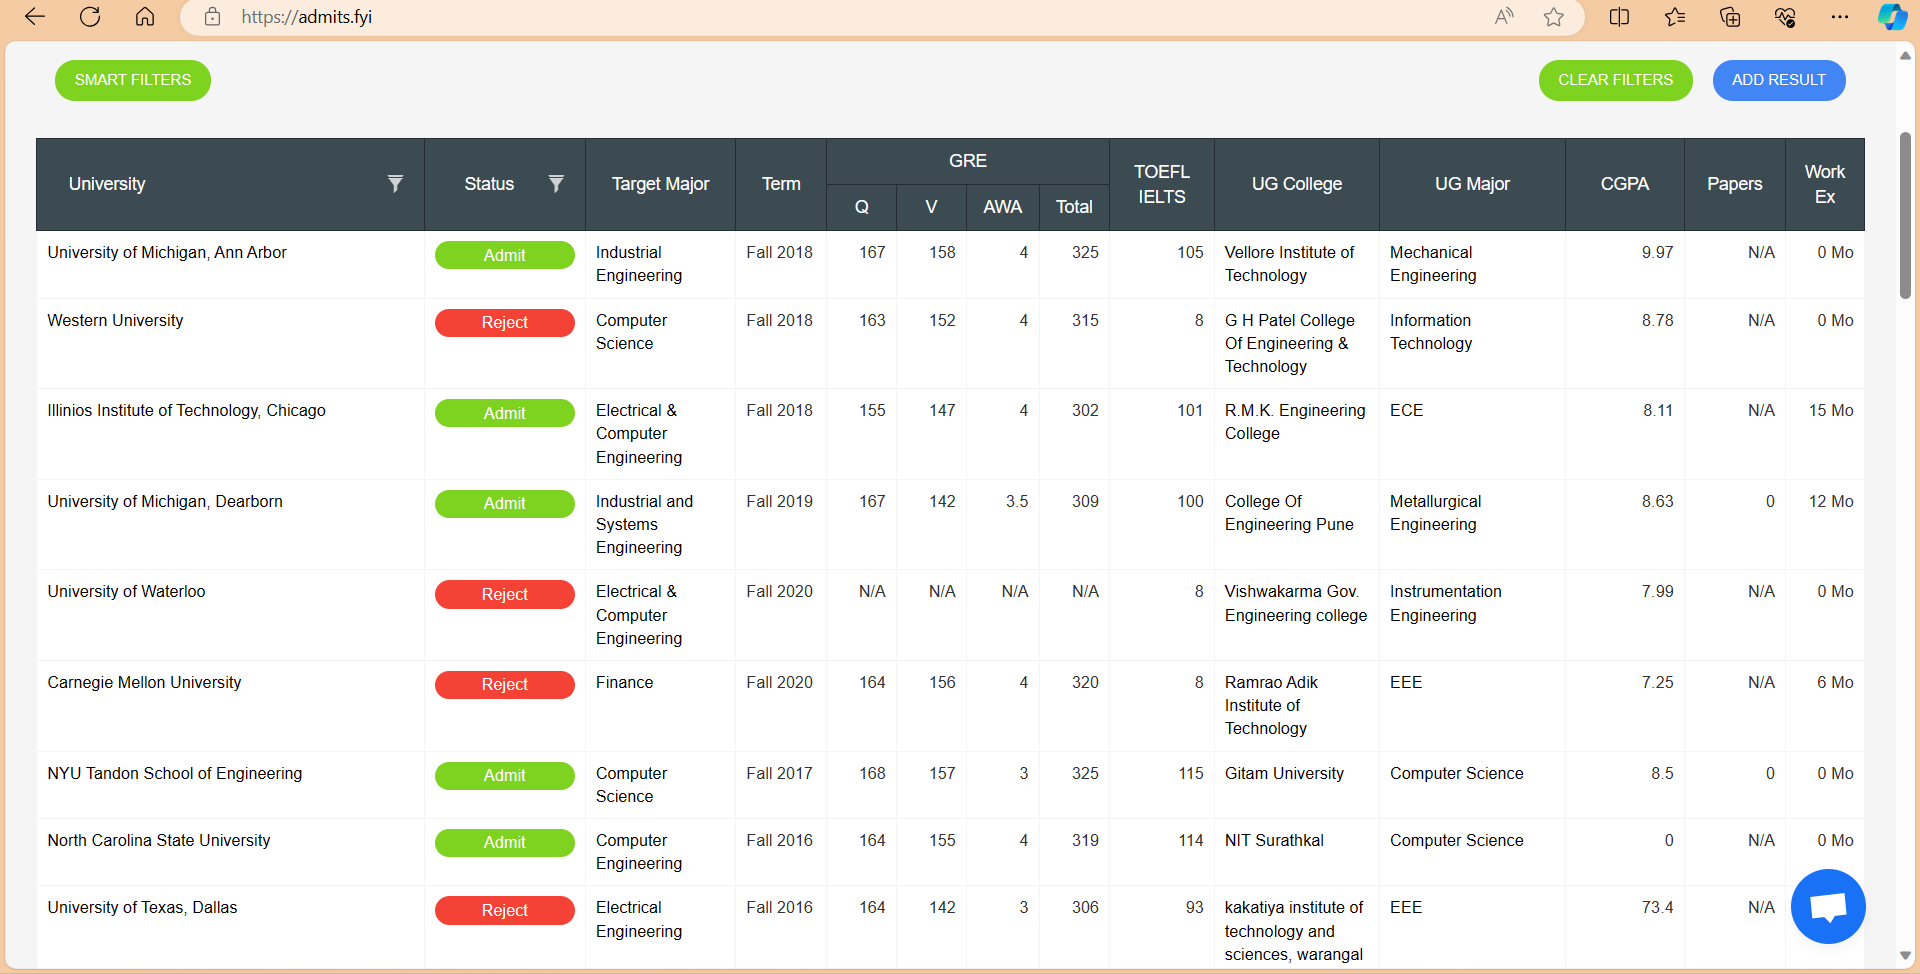 https://admits.fyi
SMART FILTERS
CLEAR FILTERS
ADD RESULT
University Status Target Major Term GRE TOEFL IELTS UG College UG Major CGPA Papers Work Ex
Q V AWA Total
University of Michigan, Ann Arbor Admit Industrial Fall 2018 167 158 4 325 105 Vellore Institute of Mechanical 9.97 N/A 0 Mo
Engineering Technology Engineering
Western University Reject Computer Fall 2018 163 152 4 315 8 G H Patel College Information 8.78 N/A 0 Mo
Science Of Engineering & Technology
Technology
Illinios Institute of Technology, Chicago Admit Electrical & Fall 2018 155 147 4 302 101 R.M.K. Engineering ECE 8.11 N/A 15 Mo
Computer College
Engineering
University of Michigan, Dearborn Admit Industrial and Fall 2019 167 142 3.5 309 100 College Of Metallurgical 8.63 0 12 Mo
Systems Engineering Pune Engineering
Engineering
University of Waterloo Reject Electrical & Fall 2020 N/A N/A N/A N/A 8 Vishwakarma Gov. Instrumentation 7.99 N/A 0 Mo
Computer Engineering college Engineering
Engineering
Carnegie Mellon University Reject Finance Fall 2020 164 156 4 320 8 Ramrao Adik EEE 7.25 N/A 6 Mo
Institute of
Technology
NYU Tandon School of Engineering Admit Computer Fall 2017 168 157 3 325 115 Gitam University Computer Science 8.5 0 0 Mo
Science
North Carolina State University Admit Computer Fall 2016 164 155 4 319 114 NIT Surathkal Computer Science 0 N/A 0 Mo
Engineering
University of Texas, Dallas Reject Electrical Fall 2016 164 142 3 306 93 kakatiya institute of EEE 73.4 N/A
Engineering technology and
sciences, warangal